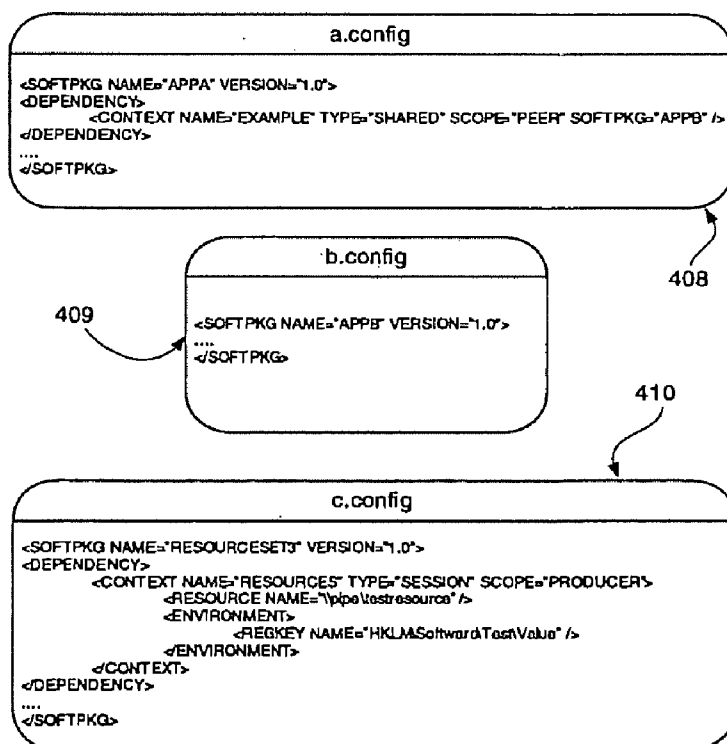 a.config
<SOFTPKG NAME="APPA" VERSION="1.0">
<DEPENDENCY>
<CONTEXT NAME="EXAMPLE" TYPE="SHARED" SCOPE="PEER" SOFTPKG="APPB" />
</DEPENDENCY>
....
</SOFTPKG>
408
b.config
409
<SOFTPKG NAME="APPB" VERSION="1.0">
....
</SOFTPKG>
410
c.config
<SOFTPKG NAME="RESOURCESET3" VERSION="1.0">
<DEPENDENCY>
<CONTEXT NAME="RESOURCES" TYPE="SESSION" SCOPE="PRODUCER">
<RESOURCE NAME="\\pipe\testresource" />
<ENVIRONMENT>
<REGKEY NAME="HKLM\Software\Test\Value" />
</ENVIRONMENT>
</CONTEXT>
</DEPENDENCY>
....
</SOFTPKG>